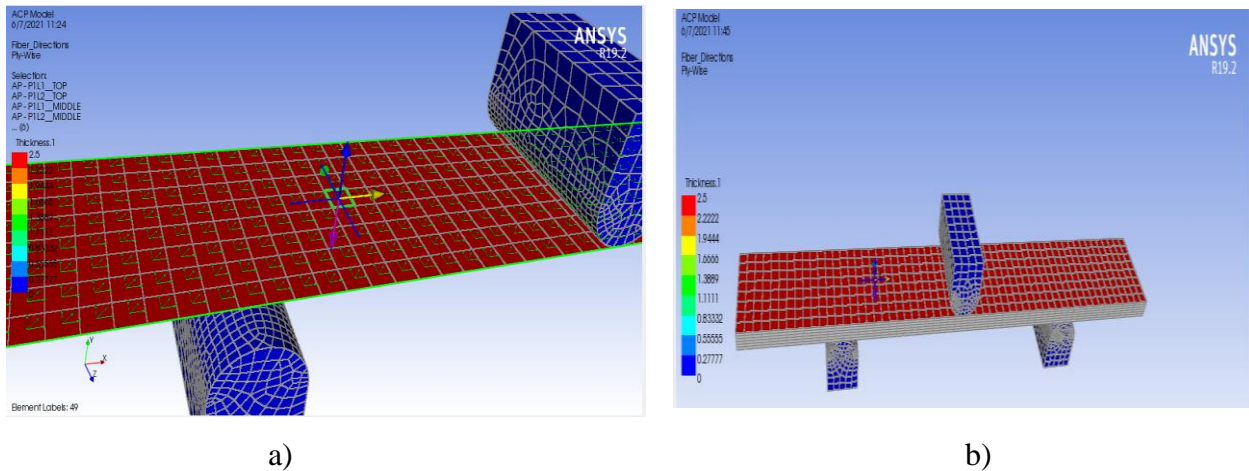 ACP Model
6/7/2021 11:24
Fiber_Directions
Ply-Wise
Selection:
AP - P1L1__TOP
AP - P1L2__TOP
AP - P1L1__MIDDLE
AP - P1L2__MIDDLE
Thickness.1
2.5
ANSYS
R19.2
Y
X
Z
Element Labels: 49
a)
ACP Model
6/7/2021 11:45
Fiber_Directions
Ply-Wise
ANSYS
R19.2
Thickness.1
2.5
2.2222
1.9444
1.3889
1.1111
0.83332
0.55555
0.27777
0
b)